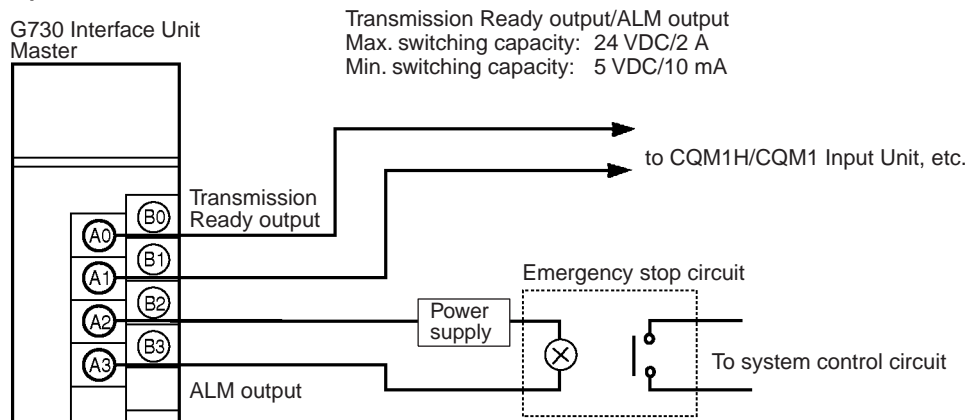 G730 Interface Unit
Master
Transmission Ready output/ALM output
Max. switching capacity: 24 VDC/2 A
Min. switching capacity: 5 VDC/10 mA
to CQM1H/CQM1 Input Unit, etc.
Transmission
Ready output
B0
A0
B1
A1
B2
A2
B3
A3
Emergency stop circuit
Power
supply
To system control circuit
ALM output